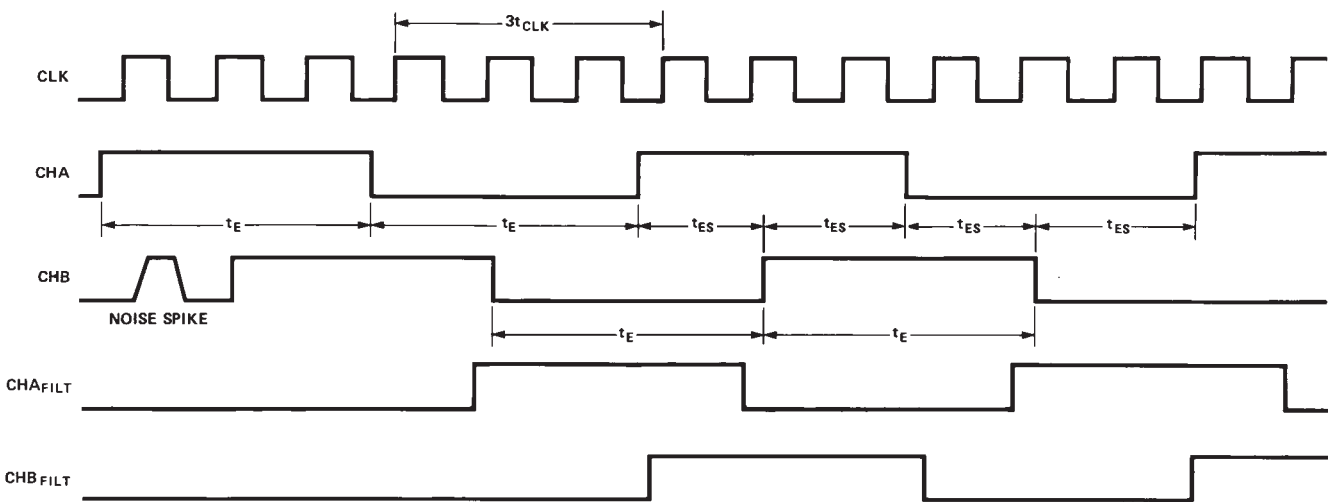 3tCLK
CLK
CHA
tE tE tES tES tES tES
CHB
NOISE SPIKE
tE tE
CHAFILT
CHBFILT